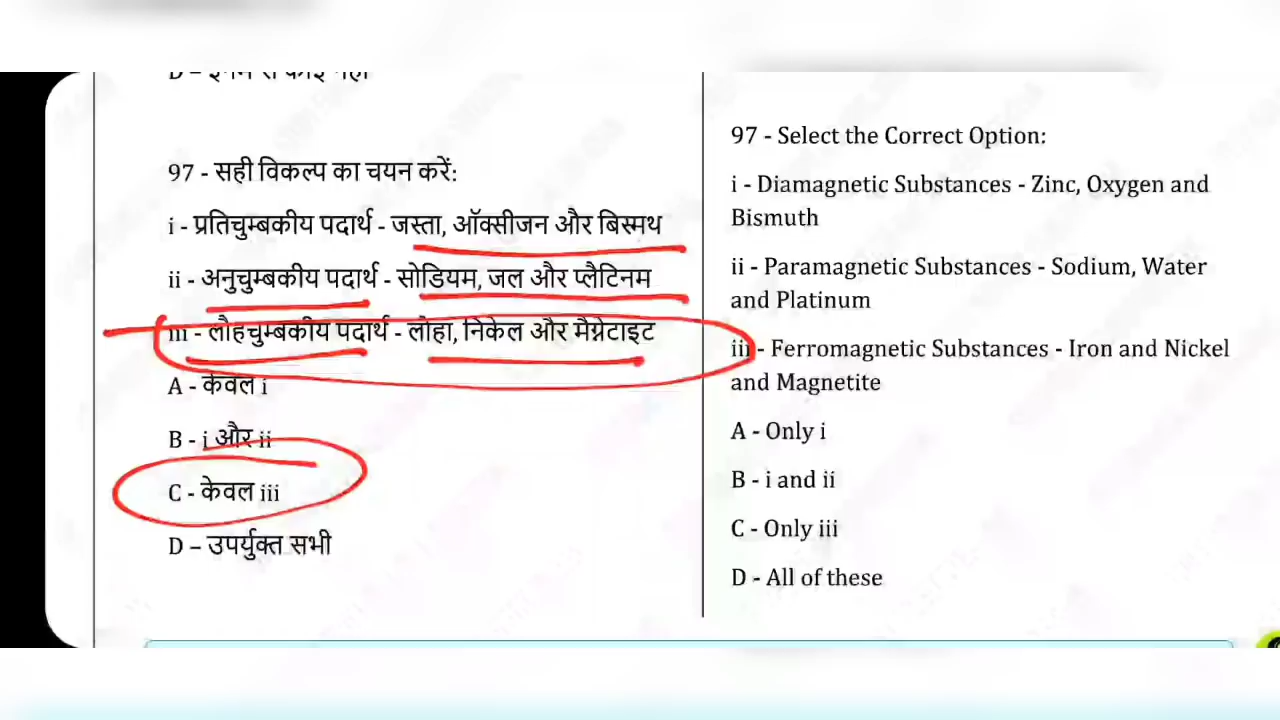 97 - सही विकल्प का चयन करें:
i - प्रतिचुम्बकीय पदार्थ - जस्ता, ऑक्सीजन और बिस्मथ
ii - अनुचुम्बकीय पदार्थ - सोडियम, जल और प्लैटिनम
iii - लौहचुम्बकीय पदार्थ - लोहा, निकेल और मैग्नेटाइट
A - केवल i
B - i और ii
C - केवल iii
D – उपर्युक्त सभी
97 - Select the Correct Option:
i - Diamagnetic Substances - Zinc, Oxygen and
Bismuth
ii - Paramagnetic Substances - Sodium, Water
and Platinum
iii - Ferromagnetic Substances - Iron and Nickel
and Magnetite
A - Only i
B - i and ii
C - Only iii
D - All of these